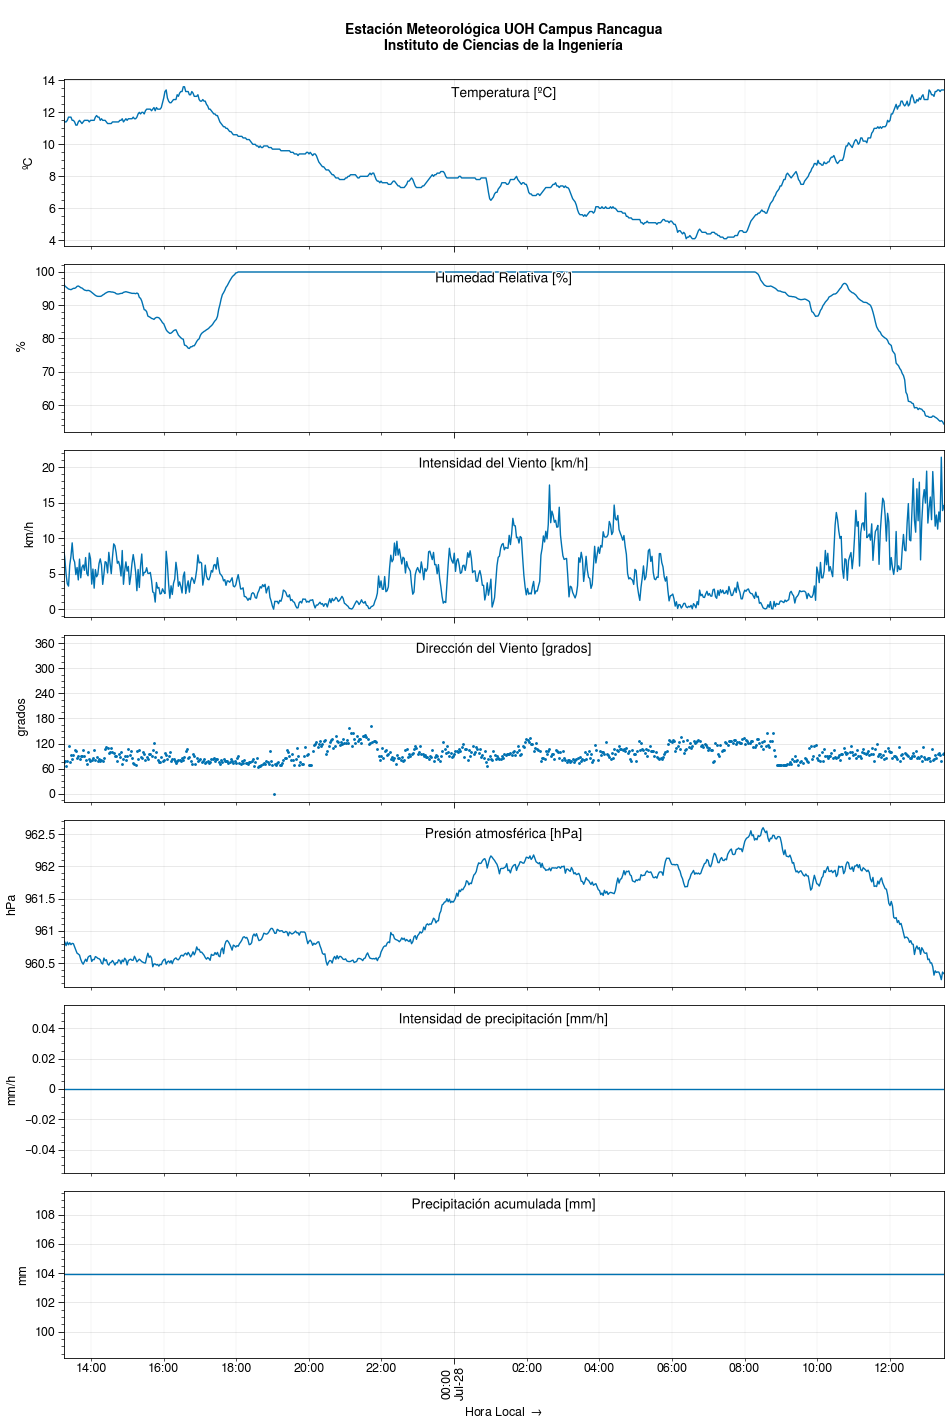 Estación Meteorológica UOH Campus Rancagua
Instituto de Ciencias de la Ingeniería
Temperatura [ºC]
ºC
14
12
10
8
6
4
Humedad Relativa [%]
%
100
90
80
70
60
Intensidad del Viento [km/h]
km/h
20
15
10
5
0
Dirección del Viento [grados]
grados
360
300
240
180
120
60
0
Presión atmosférica [hPa]
hPa
962.5
962
961.5
961
960.5
Intensidad de precipitación [mm/h]
mm/h
0.04
0.02
0
−0.02
−0.04
Precipitación acumulada [mm]
mm
108
106
104
102
100
14:00 16:00 18:00 20:00 22:00 00:00 02:00 04:00 06:00 08:00 10:00 12:00
Jul-28
Hora Local →